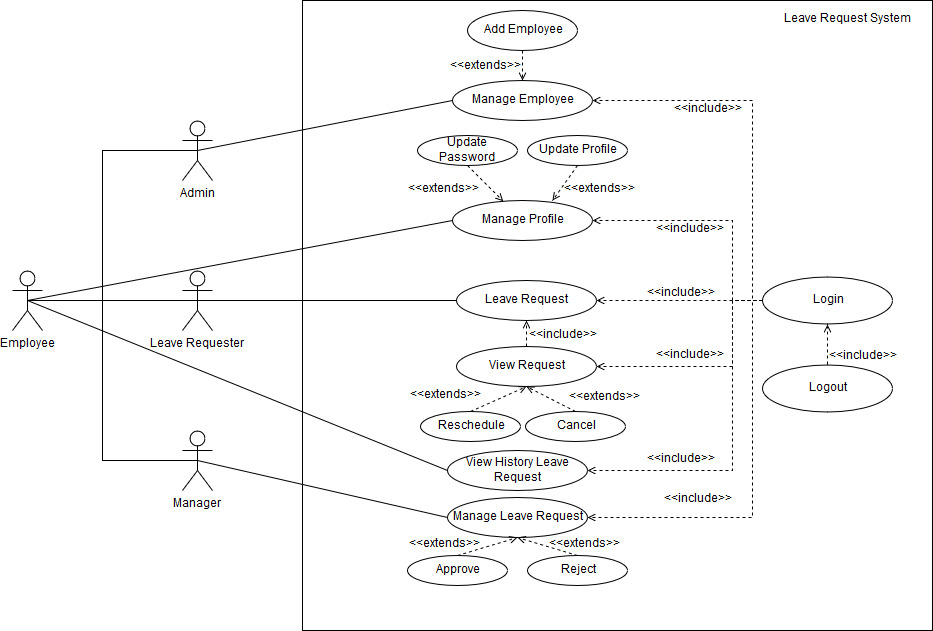 Leave Request System
Add Employee
<<extends>>
Manage Employee
<<include>>
Update
Password
Update Profile
Admin
<<extends>>
<<extends>>
Manage Profile
<<include>>
<<include>>
Leave Request
Login
<<include>>
Employee
Leave Requester
<<include>>
<<include>>
View Request
Logout
<<extends>>
<<extends>>
Reschedule
Cancel
View History Leave
Request
<<include>>
<<include>>
Manager
Manage Leave Request
<<extends>>
<<extends>>
Approve
Reject